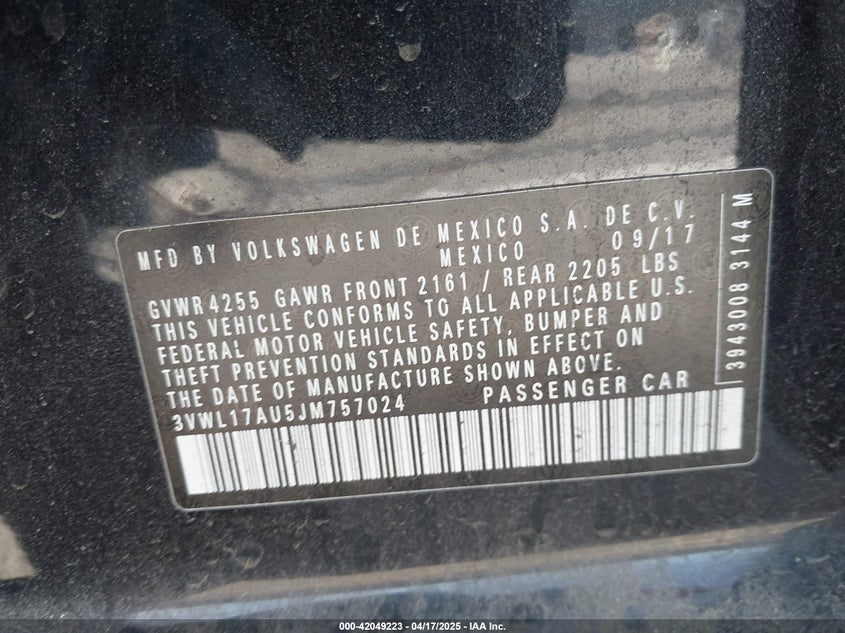 MFD BY VOLKSWAGEN DE MEXICO S.A. DE C.V.
MEXICO 09/17
GVWR 4255 GAWR FRONT 2161 / REAR 2205 LBS
THIS VEHICLE CONFORMS TO ALL APPLICABLE U.S.
FEDERAL MOTOR VEHICLE SAFETY, BUMPER AND
THEFT PREVENTION STANDARDS IN EFFECT ON
THE DATE OF MANUFACTURE SHOWN ABOVE.
3VWL17AU5JM757024 PASSENGER CAR
3943008 3144 M
000-42049223 - 04/17/2025 - IAA Inc.